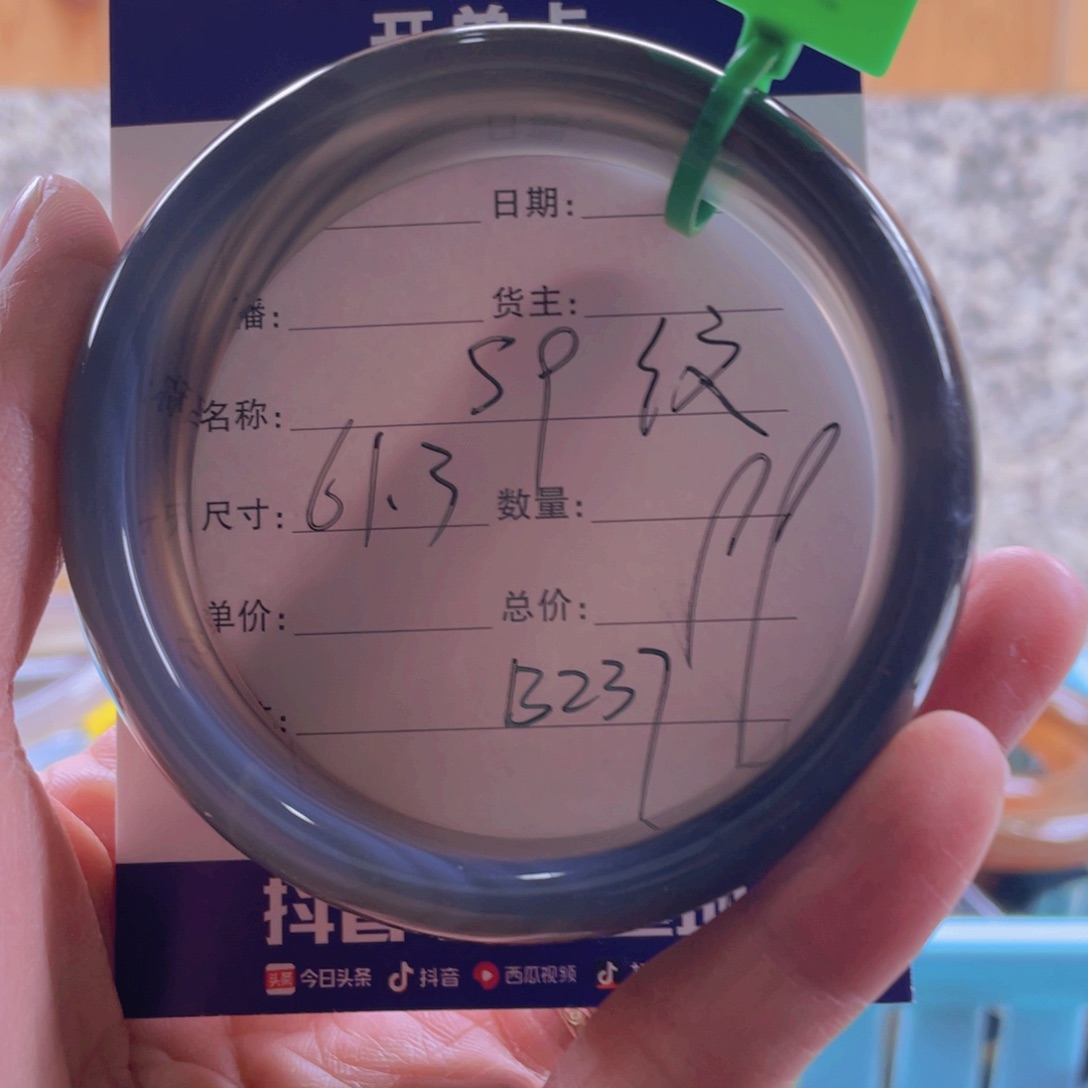 开单卡
日期:
播: 货主:
59 纹
名称:
尺寸: 61.3 数量:
单价: 总价:
B237
抖音
今日头条 抖音 西瓜视频